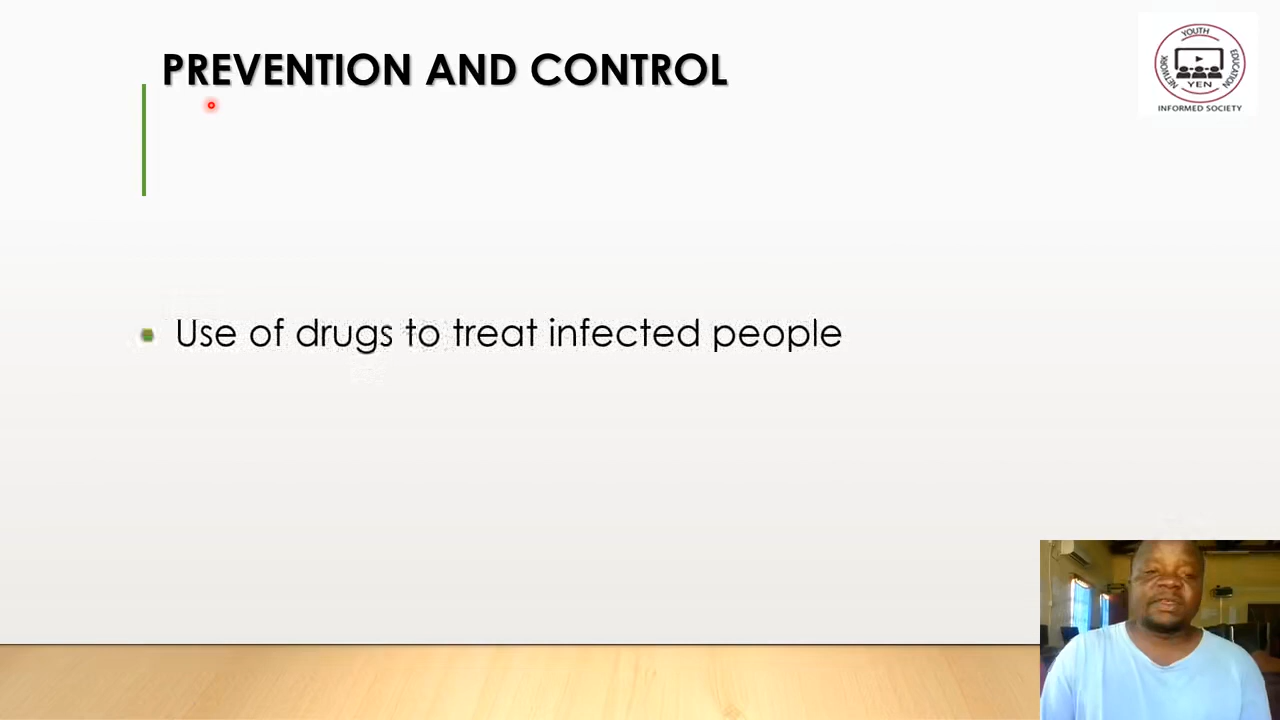 PREVENTION AND CONTROL
YOUTH
EDUCATION
NETWORK
YEN
INFORMED SOCIETY
Use of drugs to treat infected people